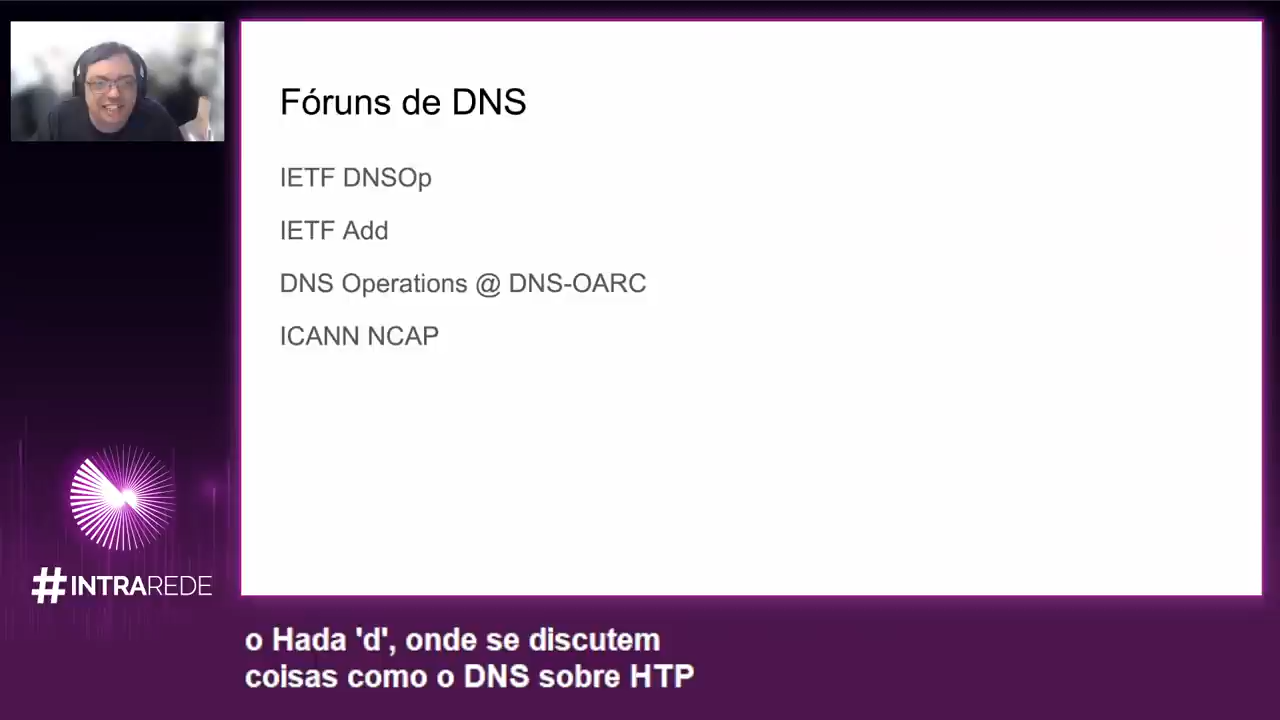 Fóruns de DNS
IETF DNSOp
IETF Add
DNS Operations @ DNS-OARC
ICANN NCAP
#INTRAREDE
o Hada 'd', onde se discutem
coisas como o DNS sobre HTP